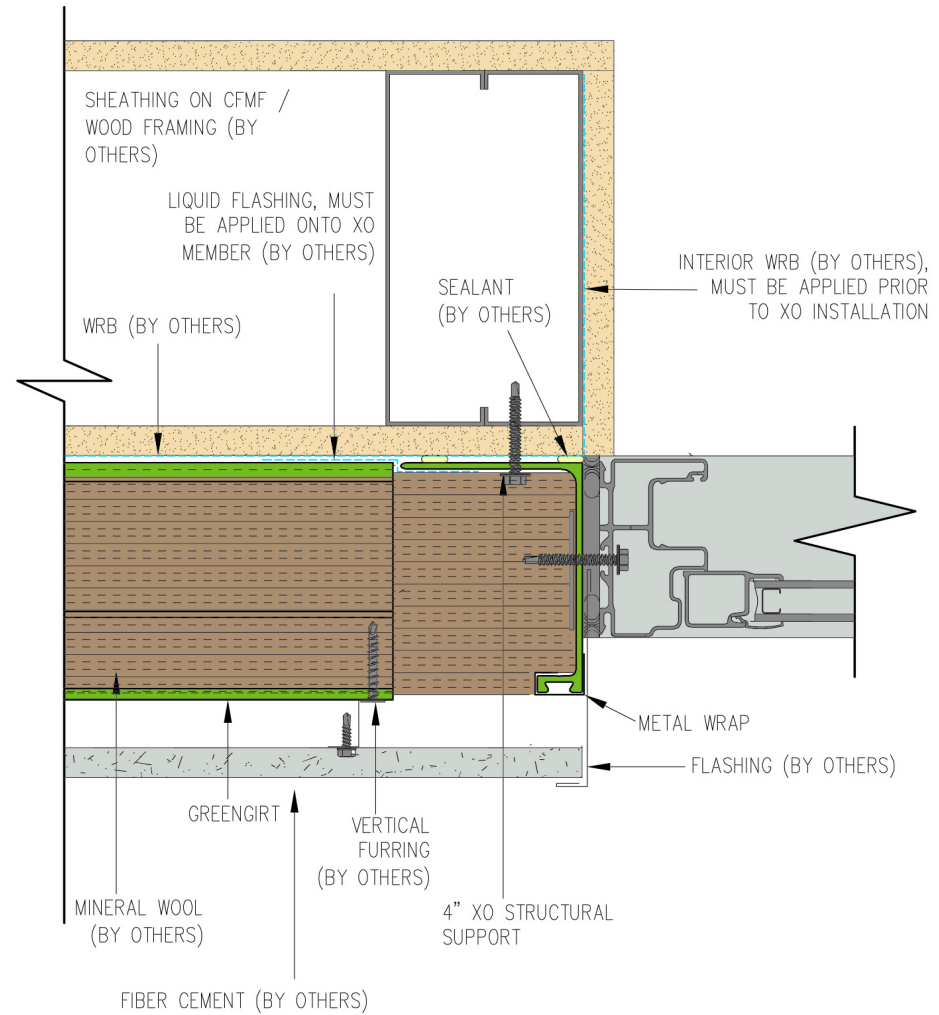 SHEATHING ON CFMF /
WOOD FRAMING (BY
OTHERS)
LIQUID FLASHING, MUST
BE APPLIED ONTO XO
MEMBER (BY OTHERS)
SEALANT
(BY OTHERS)
INTERIOR WRB (BY OTHERS),
MUST BE APPLIED PRIOR
TO XO INSTALLATION
WRB (BY OTHERS)
METAL WRAP
FLASHING (BY OTHERS)
GREENGIRT
VERTICAL
FURRING
(BY OTHERS)
MINERAL WOOL
(BY OTHERS)
4" XO STRUCTURAL
SUPPORT
FIBER CEMENT (BY OTHERS)